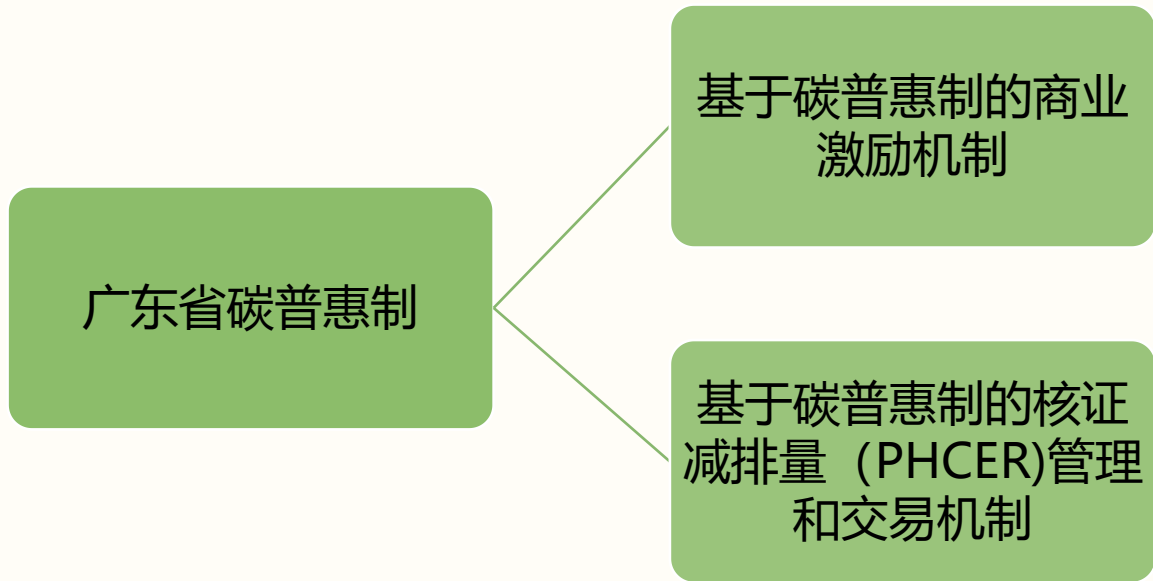 广东省碳普惠制
基于碳普惠制的商业
激励机制
基于碳普惠制的核证
减排量（PHCER)管理
和交易机制